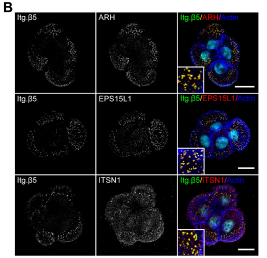 B
Itg.β5 ARH Itg.β5/ARH/Actin
Itg.β5 EPS15L1 Itg.β5/EPS15L1/Actin
Itg.β5 ITSN1 Itg.β5/ITSN1/Actin